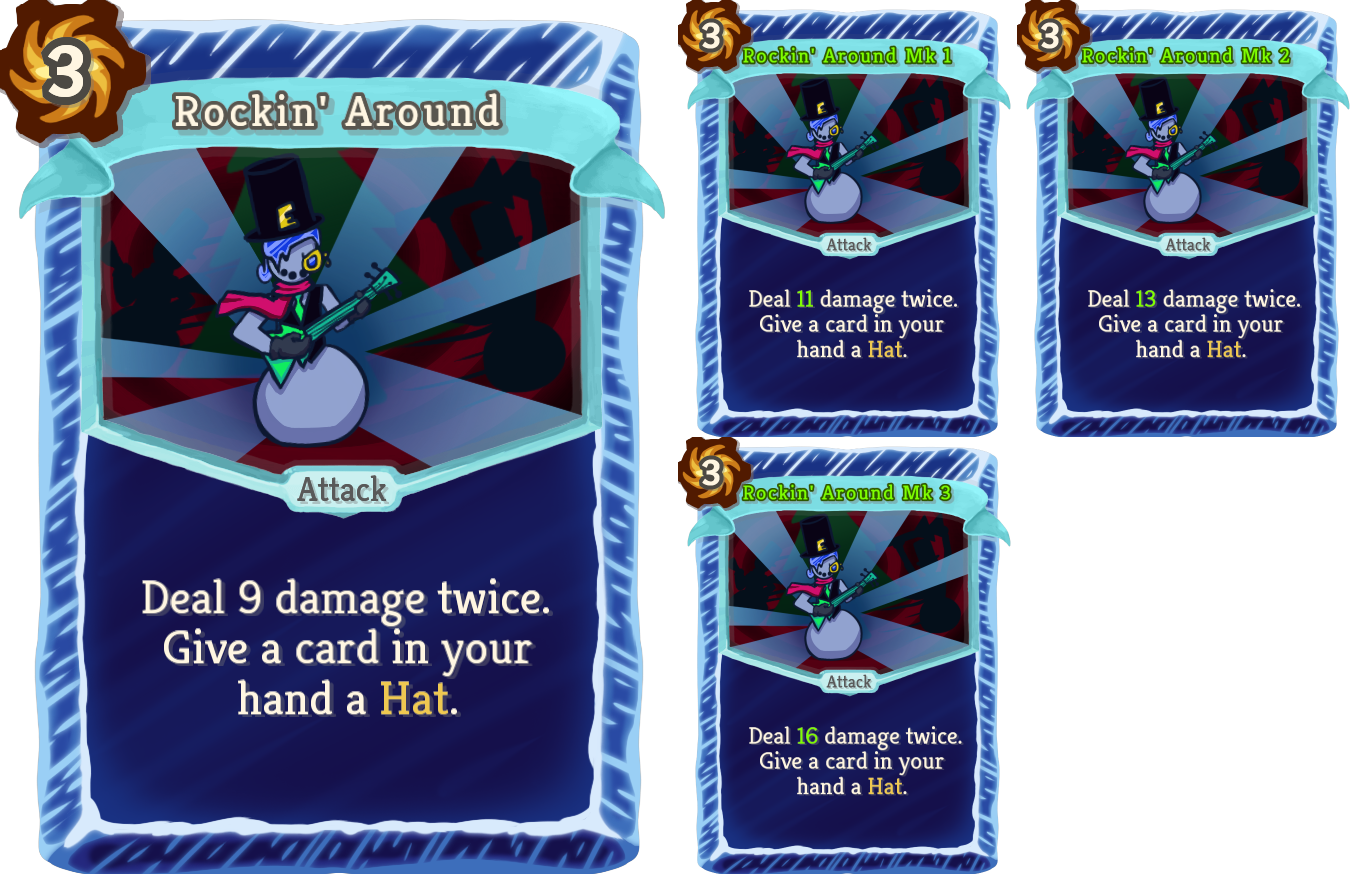 3
Rockin' Around
E
Attack
Deal 9 damage twice.
Give a card in your
hand a Hat.
3
Rockin' Around Mk 1
E
Attack
Deal 11 damage twice.
Give a card in your
hand a Hat.
3
Rockin' Around Mk 2
E
Attack
Deal 13 damage twice.
Give a card in your
hand a Hat.
3
Rockin' Around Mk 3
E
Attack
Deal 16 damage twice.
Give a card in your
hand a Hat.